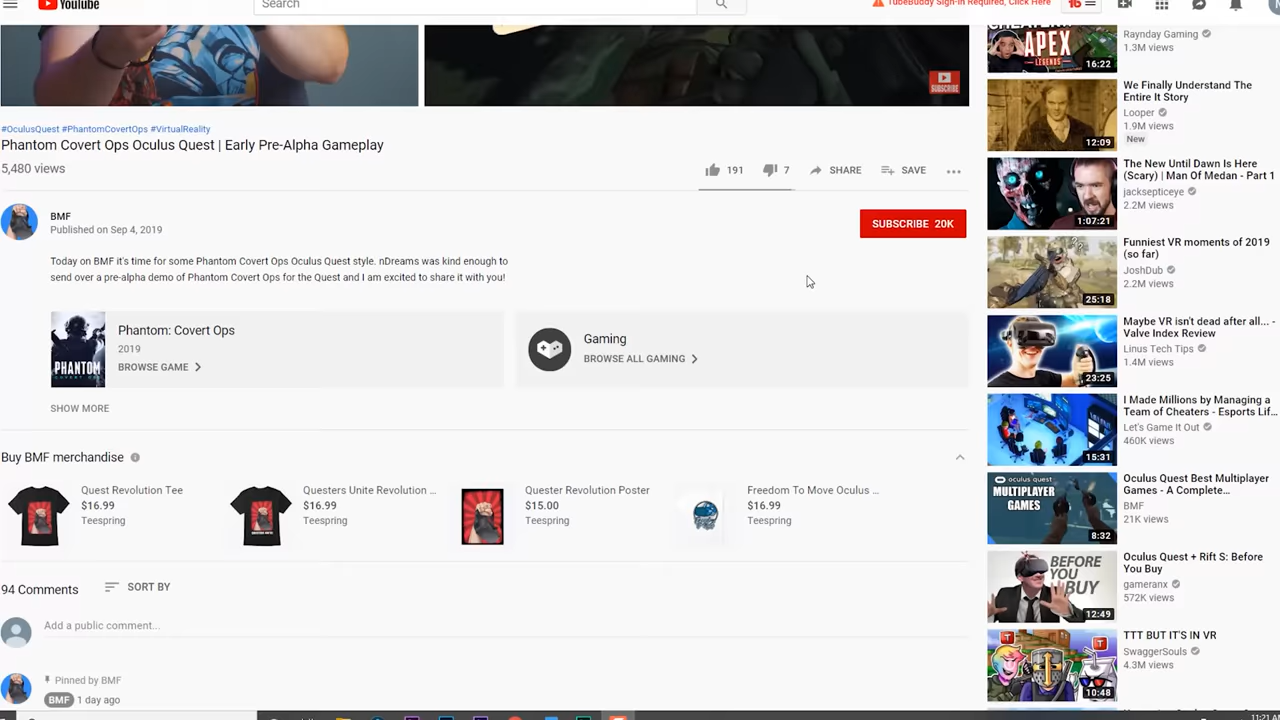 YouTube
Search
TubeBuddy Sign-In Required, Click Here
16
SUBSCRIBE
#OculusQuest #PhantomCovertOps #VirtualReality
Phantom Covert Ops Oculus Quest | Early Pre-Alpha Gameplay
5,480 views
191
7
SHARE
SAVE
BMF
Published on Sep 4, 2019
SUBSCRIBE 20K
Today on BMF it's time for some Phantom Covert Ops Oculus Quest style. nDreams was kind enough to
send over a pre-alpha demo of Phantom Covert Ops for the Quest and I am excited to share it with you!
PHANTOM
COVERT OPS
Phantom: Covert Ops
2019
BROWSE GAME
Gaming
BROWSE ALL GAMING
SHOW MORE
Buy BMF merchandise
Quest Revolution Tee
$16.99
Teespring
Questers Unite Revolution ...
$16.99
Teespring
Quester Revolution Poster
$15.00
Teespring
Freedom To Move Oculus ...
$16.99
Teespring
94 Comments
SORT BY
Add a public comment...
Pinned by BMF
BMF
1 day ago
APEX
LEGENDS
16:22
Raynday Gaming
1.3M views
12:09
We Finally Understand The
Entire It Story
Looper
1.9M views
New
1:07:21
The New Until Dawn Is Here
(Scary) | Man Of Medan - Part 1
jacksepticeye
2.2M views
25:18
Funniest VR moments of 2019
(so far)
JoshDub
2.2M views
23:25
Maybe VR isn't dead after all... -
Valve Index Review
Linus Tech Tips
1.4M views
15:31
I Made Millions by Managing a
Team of Cheaters - Esports Lif...
Let's Game It Out
460K views
oculus quest
MULTIPLAYER
GAMES
8:32
Oculus Quest Best Multiplayer
Games - A Complete...
BMF
21K views
BEFORE
YOU
BUY
12:49
Oculus Quest + Rift S: Before
You Buy
gameranx
572K views
10:48
TTT BUT IT'S IN VR
SwaggerSouls
4.3M views